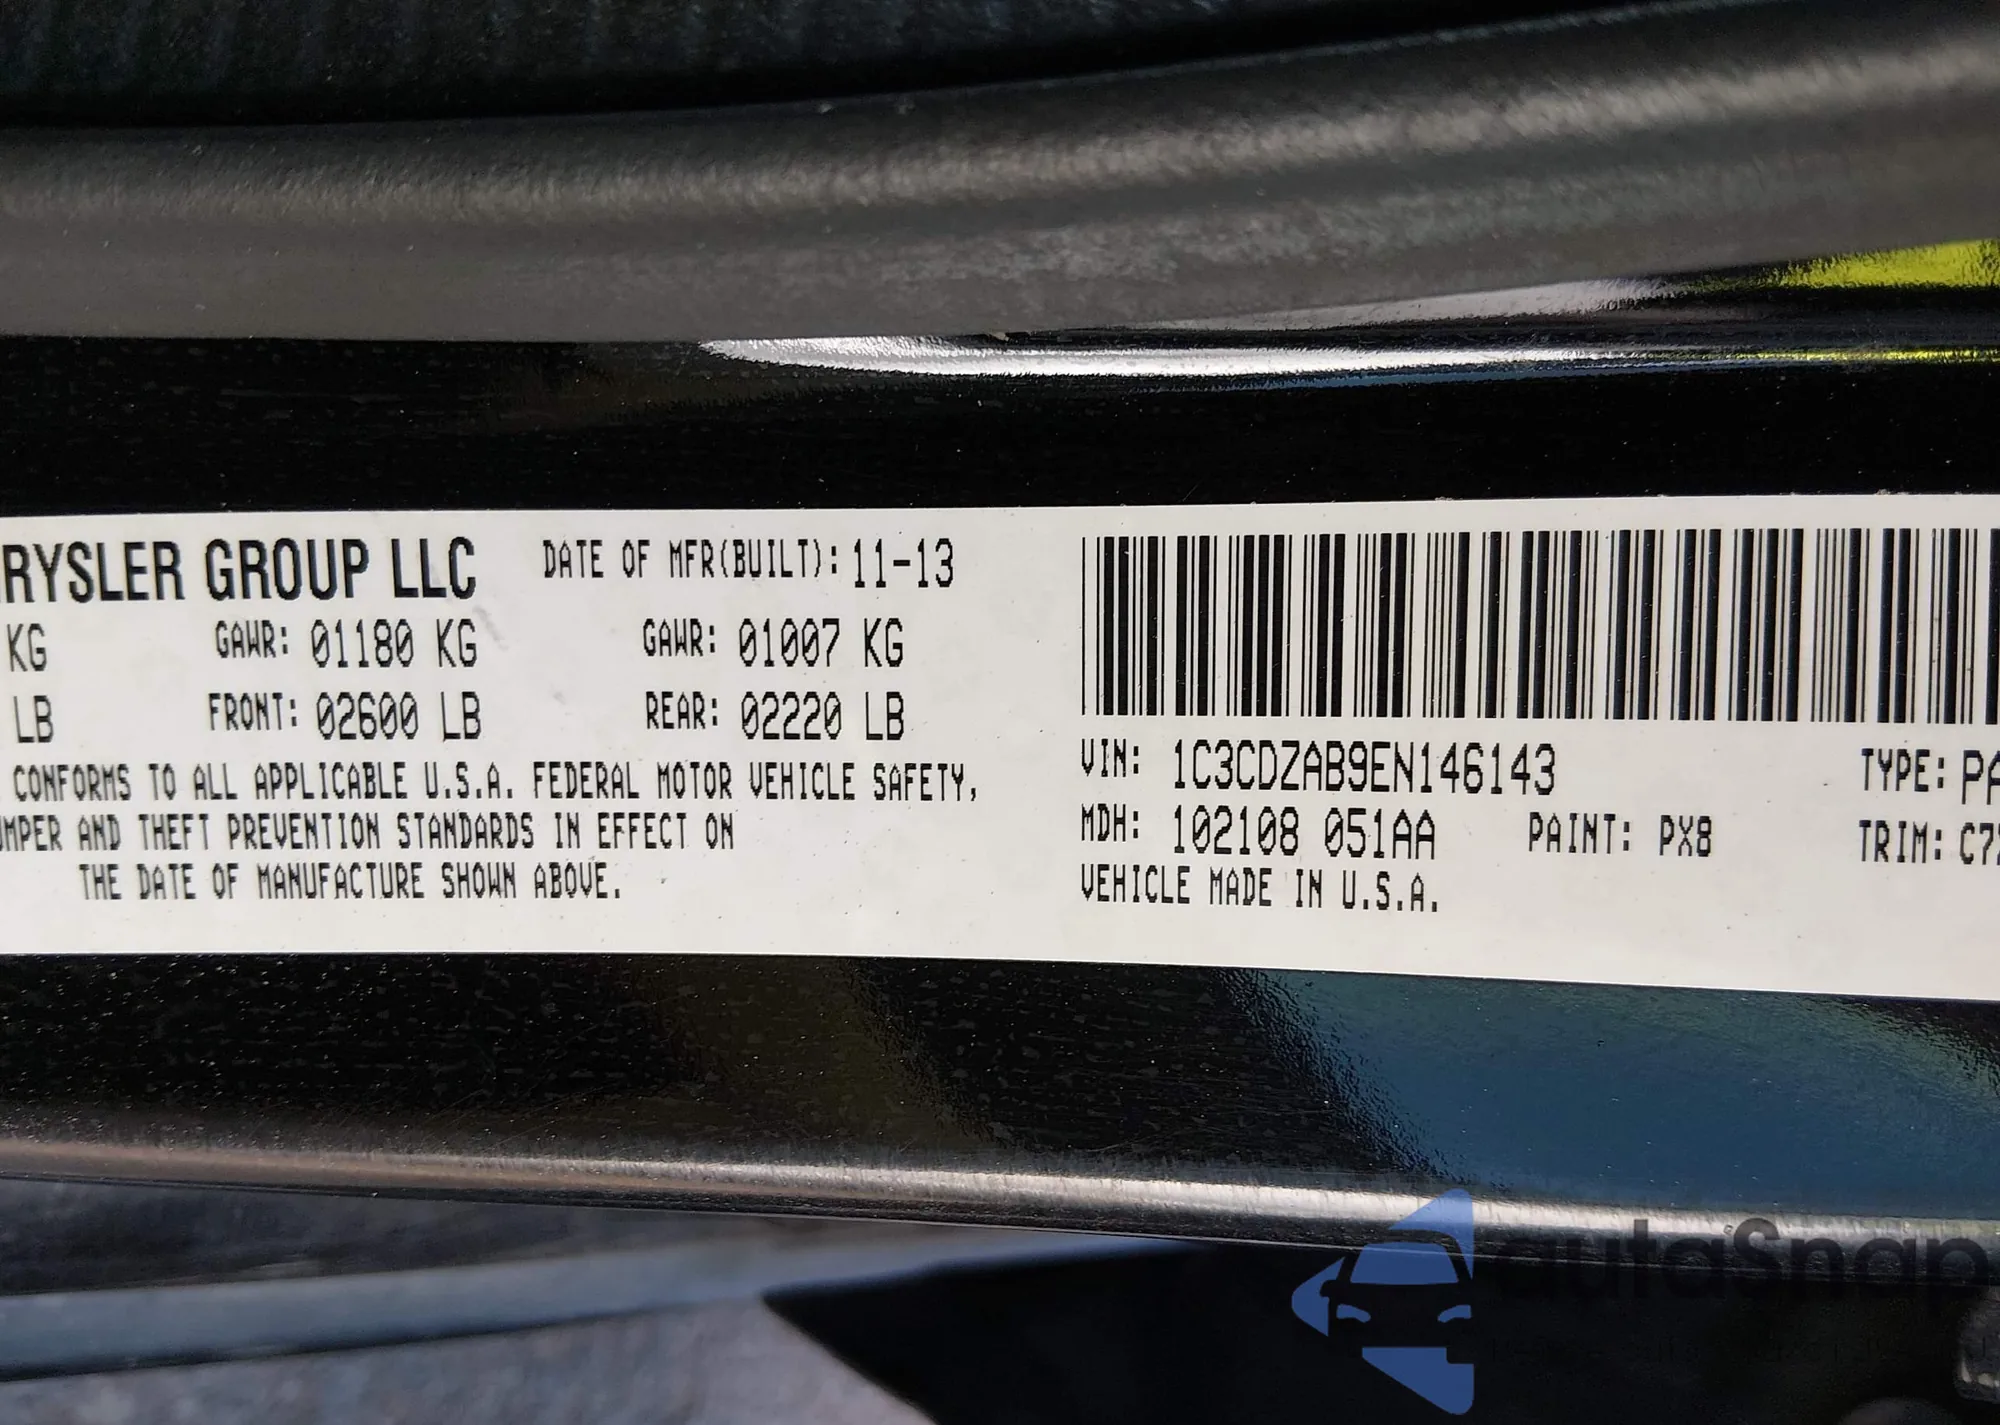 RYSLER GROUP LLC DATE OF MFR(BUILT): 11-13
KG GAWR: 01180 KG GAWR: 01007 KG
LB FRONT: 02600 LB REAR: 02220 LB
CONFORMS TO ALL APPLICABLE U.S.A. FEDERAL MOTOR VEHICLE SAFETY,
MPER AND THEFT PREVENTION STANDARDS IN EFFECT ON
THE DATE OF MANUFACTURE SHOWN ABOVE.
VIN: 1C3CDZAB9EN146143 TYPE: PA
MDH: 102108 051AA PAINT: PX8 TRIM: C7
VEHICLE MADE IN U.S.A.
autoSnap